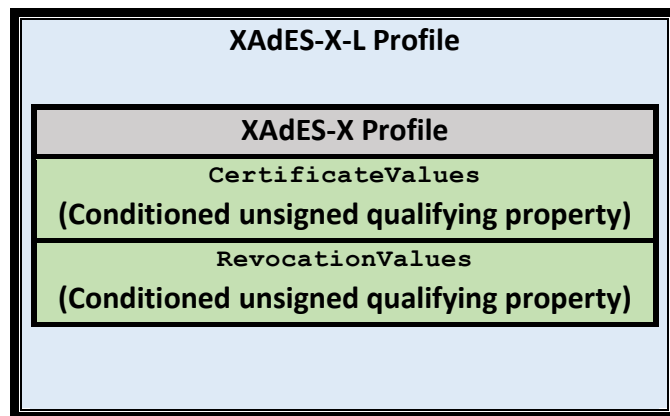 XAdES-X-L Profile
XAdES-X Profile
CertificateValues
(Conditioned unsigned qualifying property)
RevocationValues
(Conditioned unsigned qualifying property)